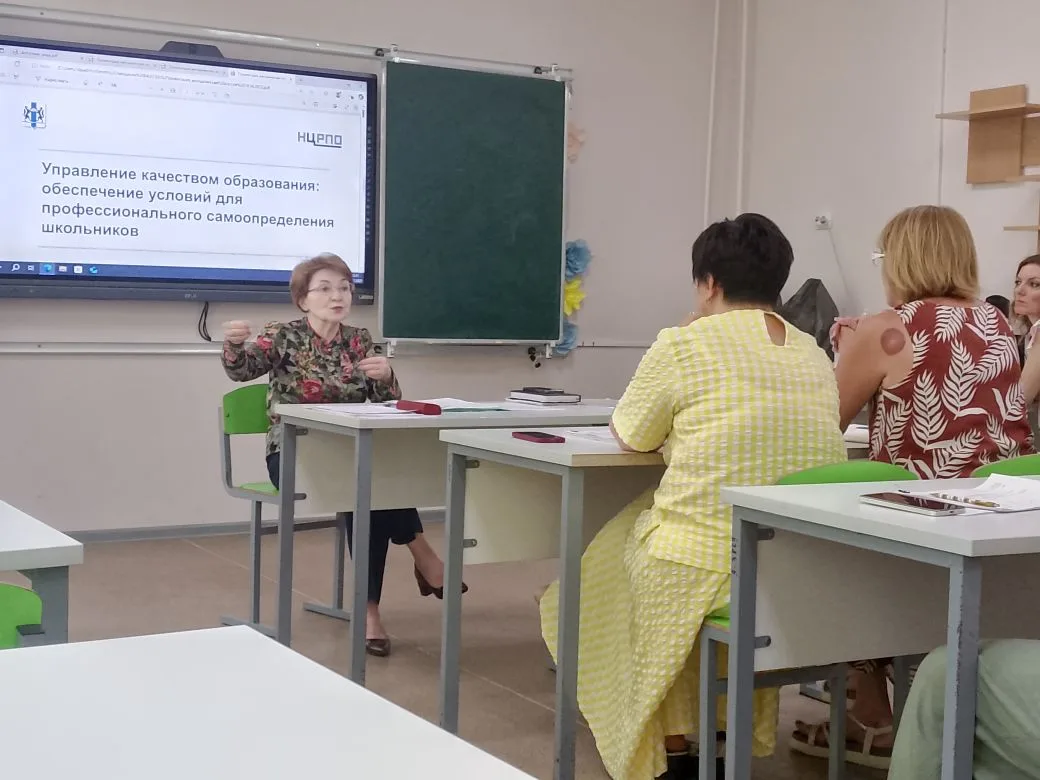 НЦРПО
Управление качеством образования:
обеспечение условий для
профессионального самоопределения
школьников